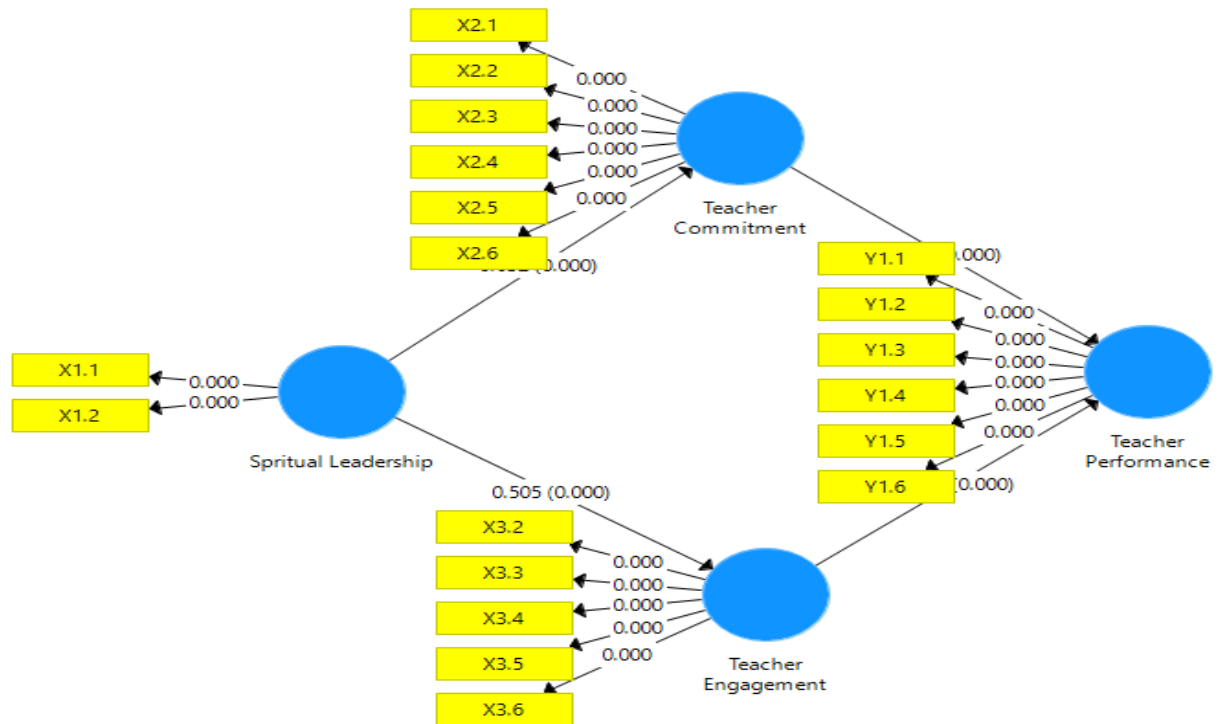 X2.1
X2.2
X2.3
X2.4
X2.5
X2.6
0.000
0.000
0.000
0.000
0.000
0.000
Teacher
Commitment
(0.000)
X1.1
X1.2
0.000
0.000
Spritual Leadership
0.505 (0.000)
Y1.1
Y1.2
Y1.3
Y1.4
Y1.5
Y1.6
0.000
0.000
0.000
0.000
0.000
0.000
(0.000)
Teacher
Performance
X3.2
X3.3
X3.4
X3.5
X3.6
0.000
0.000
0.000
0.000
0.000
Teacher
Engagement